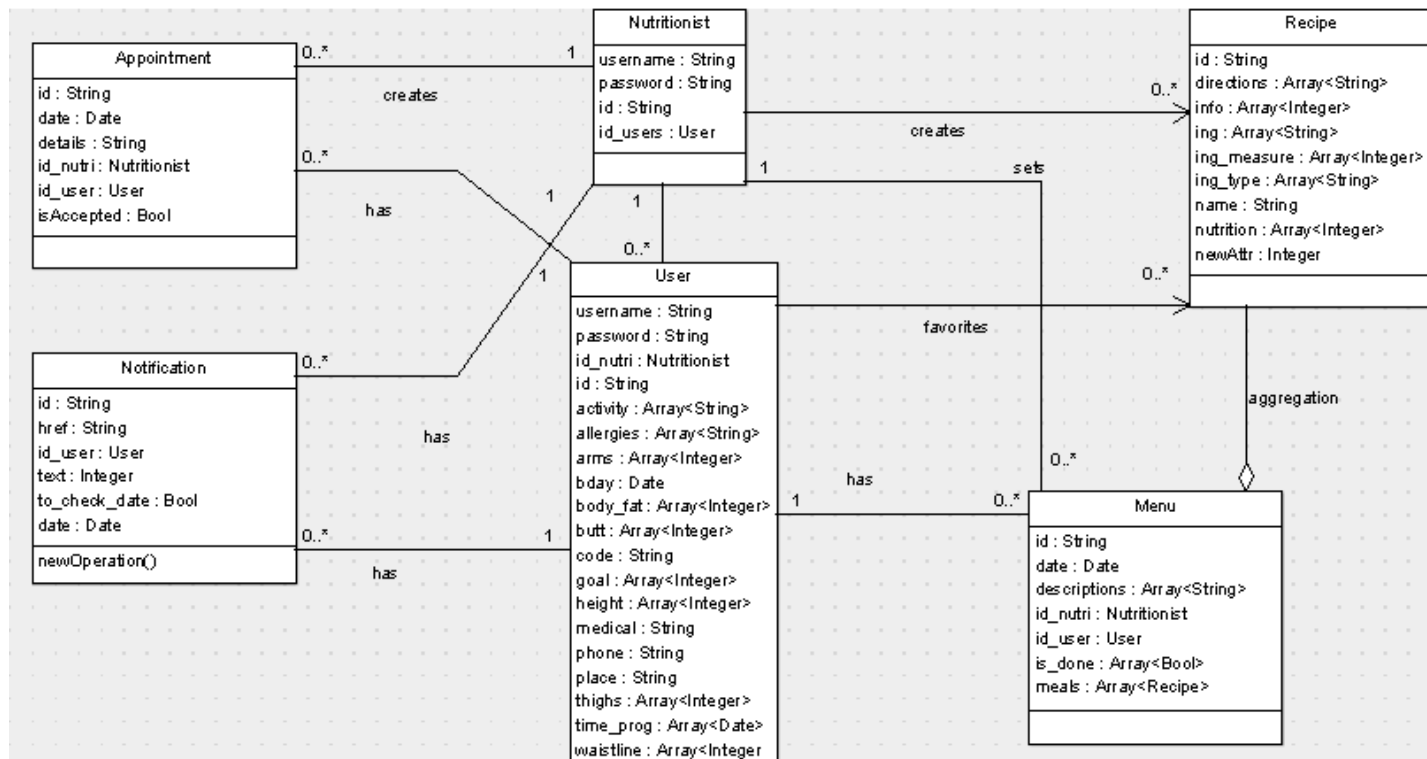 Appointment
id : String
date : Date
details : String
id_nutri : Nutritionist
id_user : User
isAccepted : Bool
0..*
1
creates
0..*
has
1
Nutritionist
username : String
password : String
id : String
id_users : User
1
0..*
1
1
sets
0..*
creates
0..*
Recipe
id : String
directions : Array<String>
info : Array<Integer>
ing : Array<String>
ing_measure : Array<Integer>
ing_type : Array<String>
name : String
nutrition : Array<Integer>
newAttr : Integer
0..*
favorites
aggregation
Notification
id : String
href : String
id_user : User
text : Integer
to_check_date : Bool
date : Date
newOperation()
0..*
has
0..*
1
has
User
username : String
password : String
id_nutri : Nutritionist
id : String
activity : Array<String>
allergies : Array<String>
arms : Array<Integer>
bday : Date
body_fat : Array<Integer>
butt : Array<Integer>
code : String
goal : Array<Integer>
height : Array<Integer>
medical : String
phone : String
place : String
thighs : Array<Integer>
time_prog : Array<Date>
waistline : Array<Integer
has
1
0..*
Menu
id : String
date : Date
descriptions : Array<String>
id_nutri : Nutritionist
id_user : User
is_done : Array<Bool>
meals : Array<Recipe>